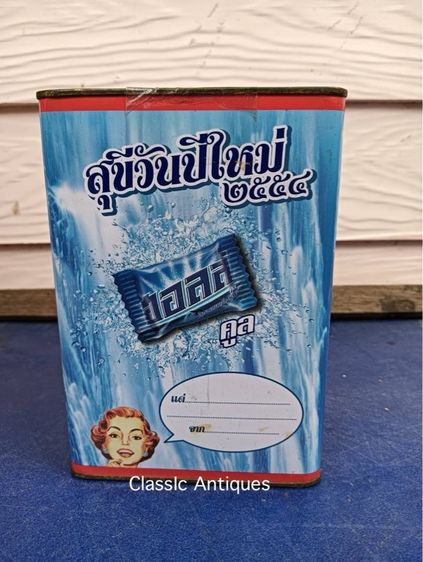 สุขีวันปีใหม่
๒๕๕๔
ฮอลลส์
คูล
แด่
จาก
Classic Antiques